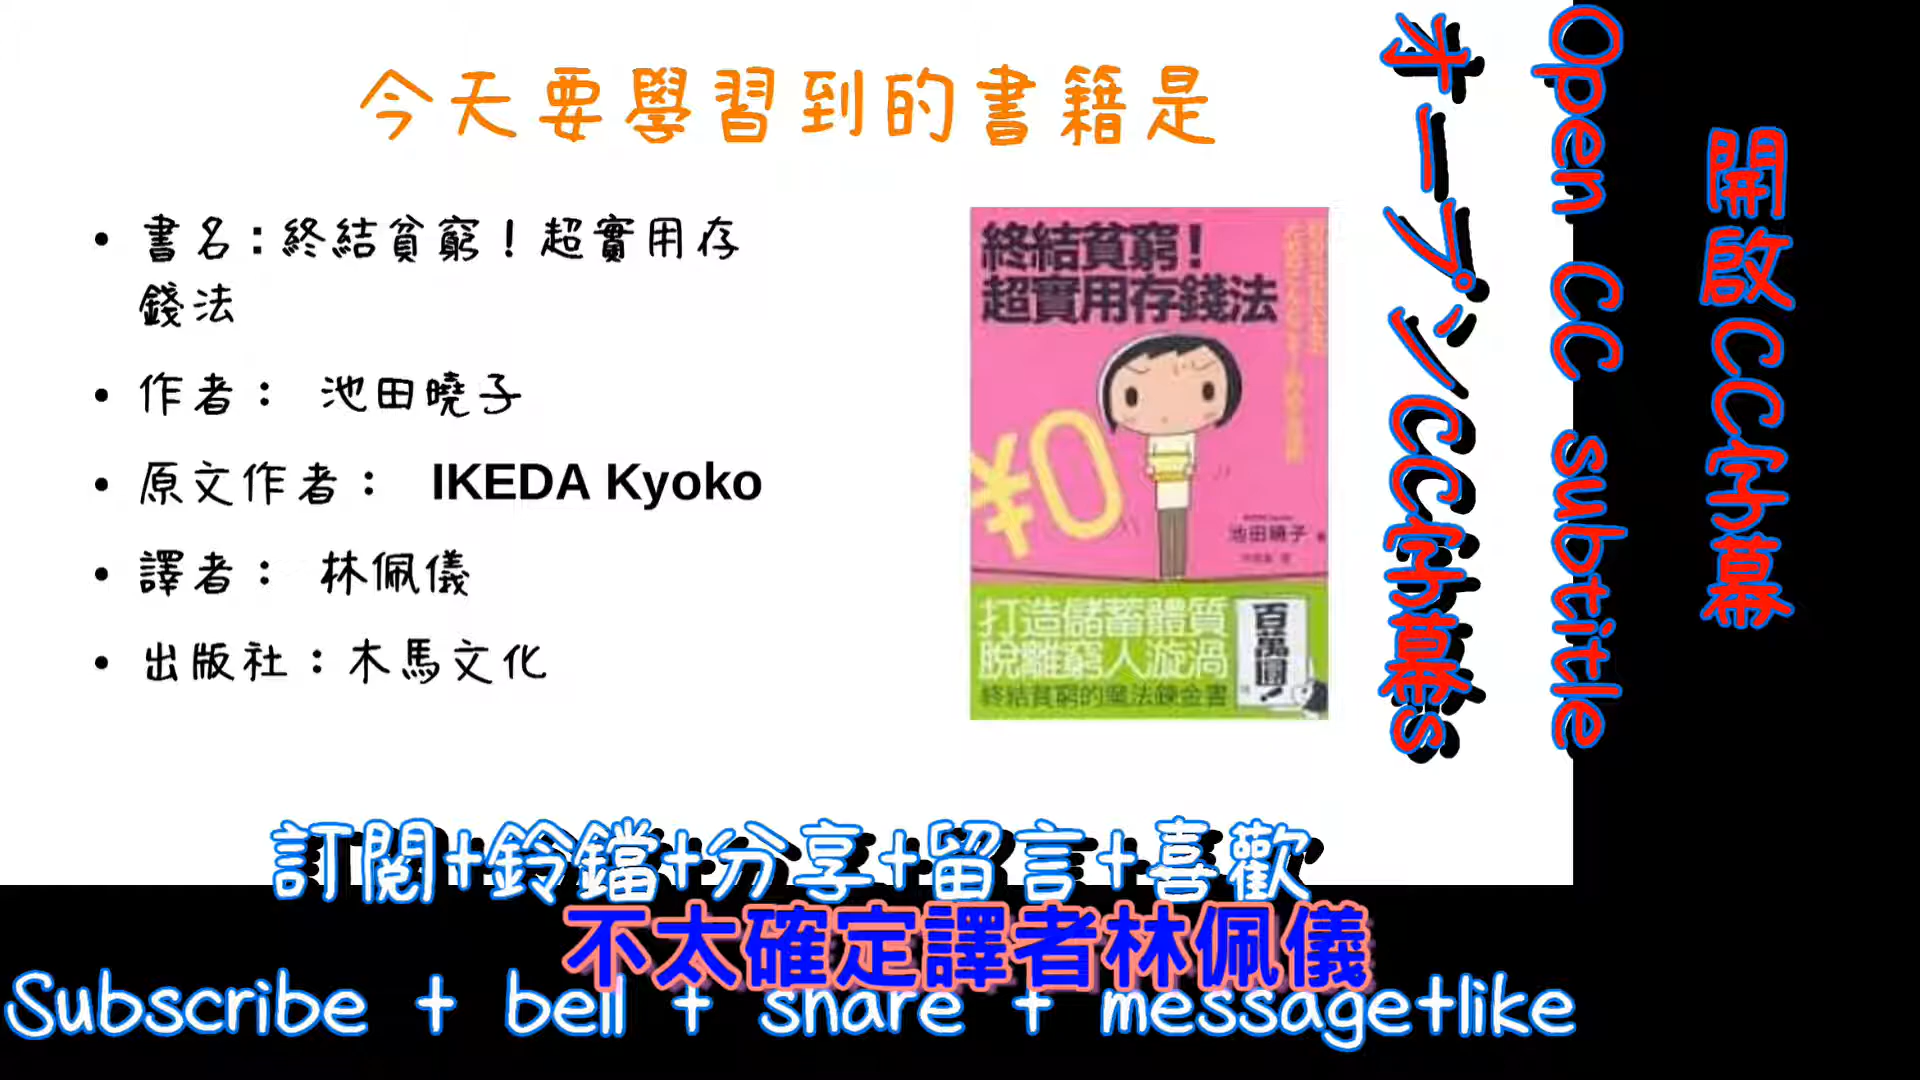 今天要學習到的書籍是
• 書名：終結貧窮！超實用存
錢法
• 作者： 池田曉子
• 原文作者： IKEDA Kyoko
• 譯者： 林佩儀
• 出版社：木馬文化
終結貧窮！
超實用存錢法
¥0
池田曉子
打造儲蓄體質
脫離窮人漩渦
終結貧窮的魔法鍊金書
百萬圓！
オープンCC字幕s
Open CC subtitle
開啟CC字幕
訂閱+鈴鐺+分享+留言+喜歡
不太確定譯者林佩儀
Subscribe + bell + share + message+like